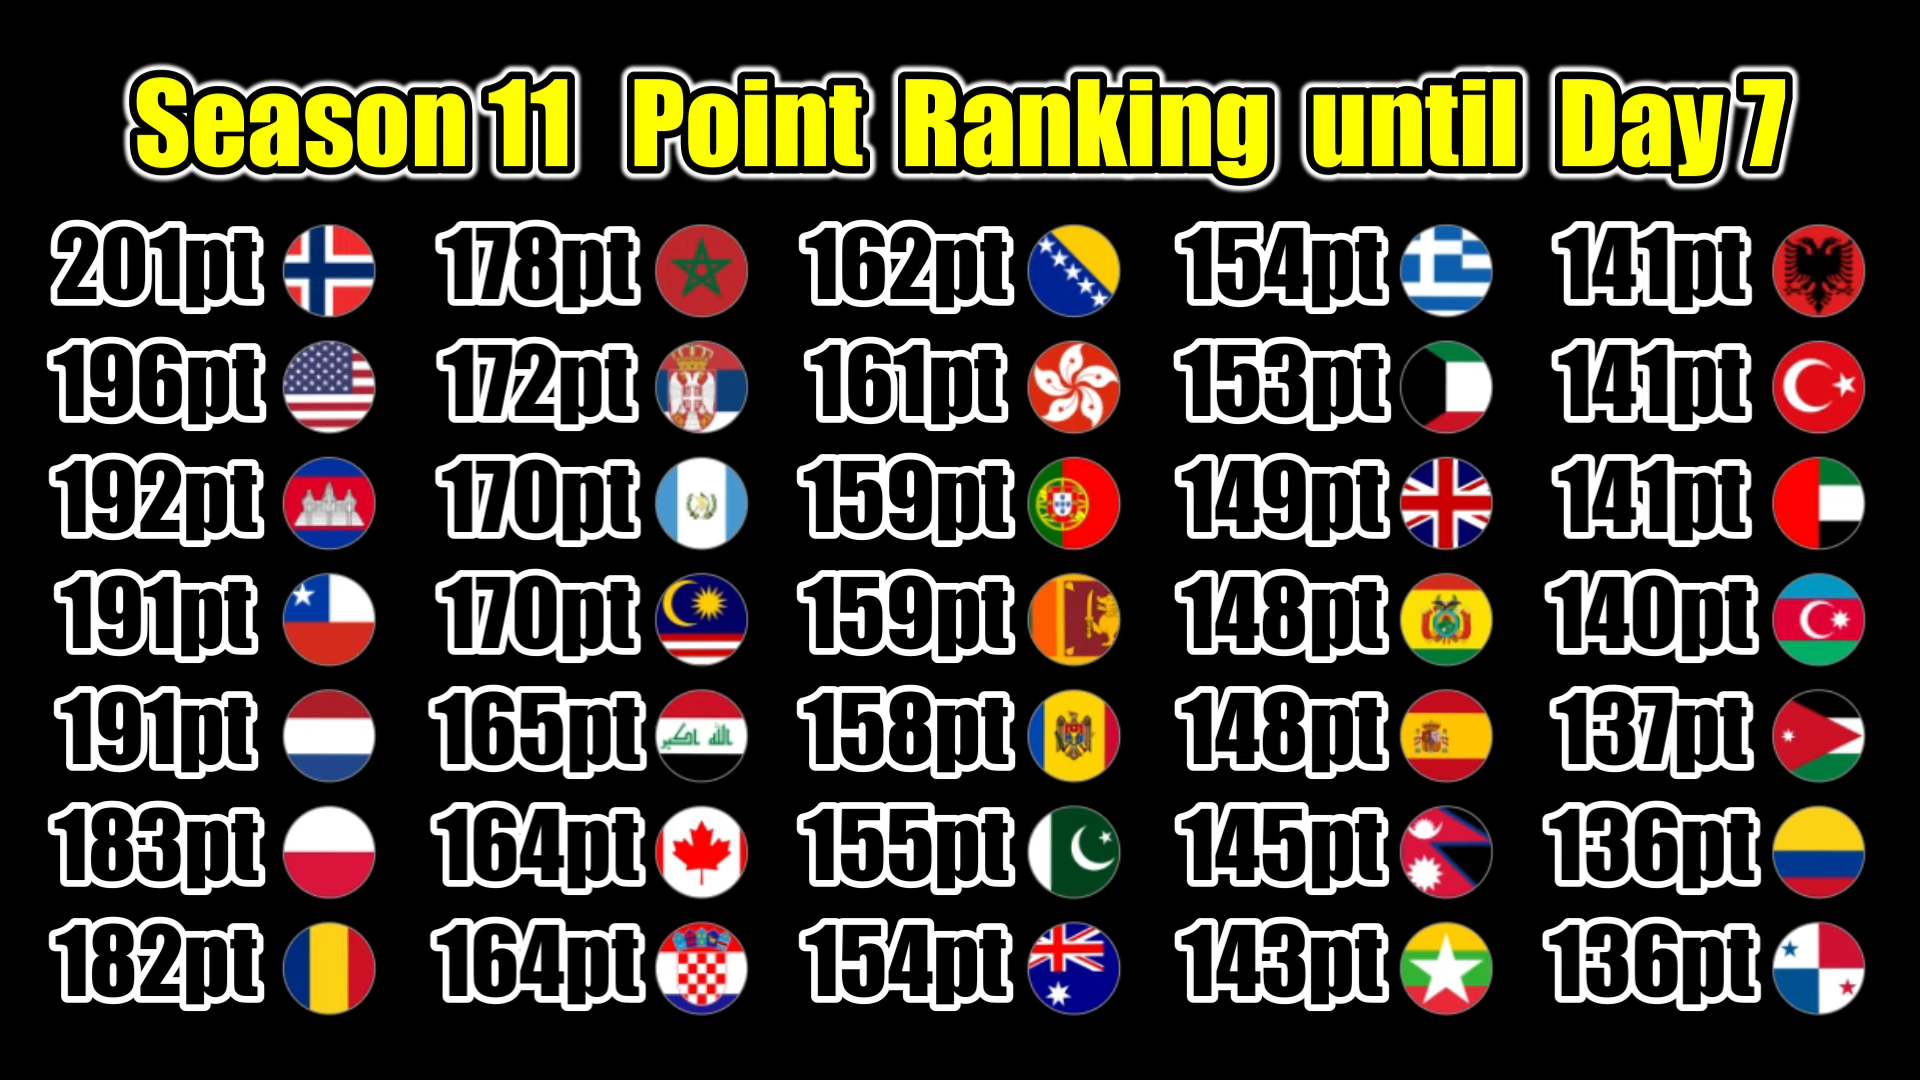 Season 11 Point Ranking until Day 7
201pt 178pt 162pt 154pt 141pt
196pt 172pt 161pt 153pt 141pt
192pt 170pt 159pt 149pt 141pt
191pt 170pt 159pt 148pt 140pt
191pt 165pt 158pt 148pt 137pt
183pt 164pt 155pt 145pt 136pt
182pt 164pt 154pt 143pt 136pt
الله اكبر